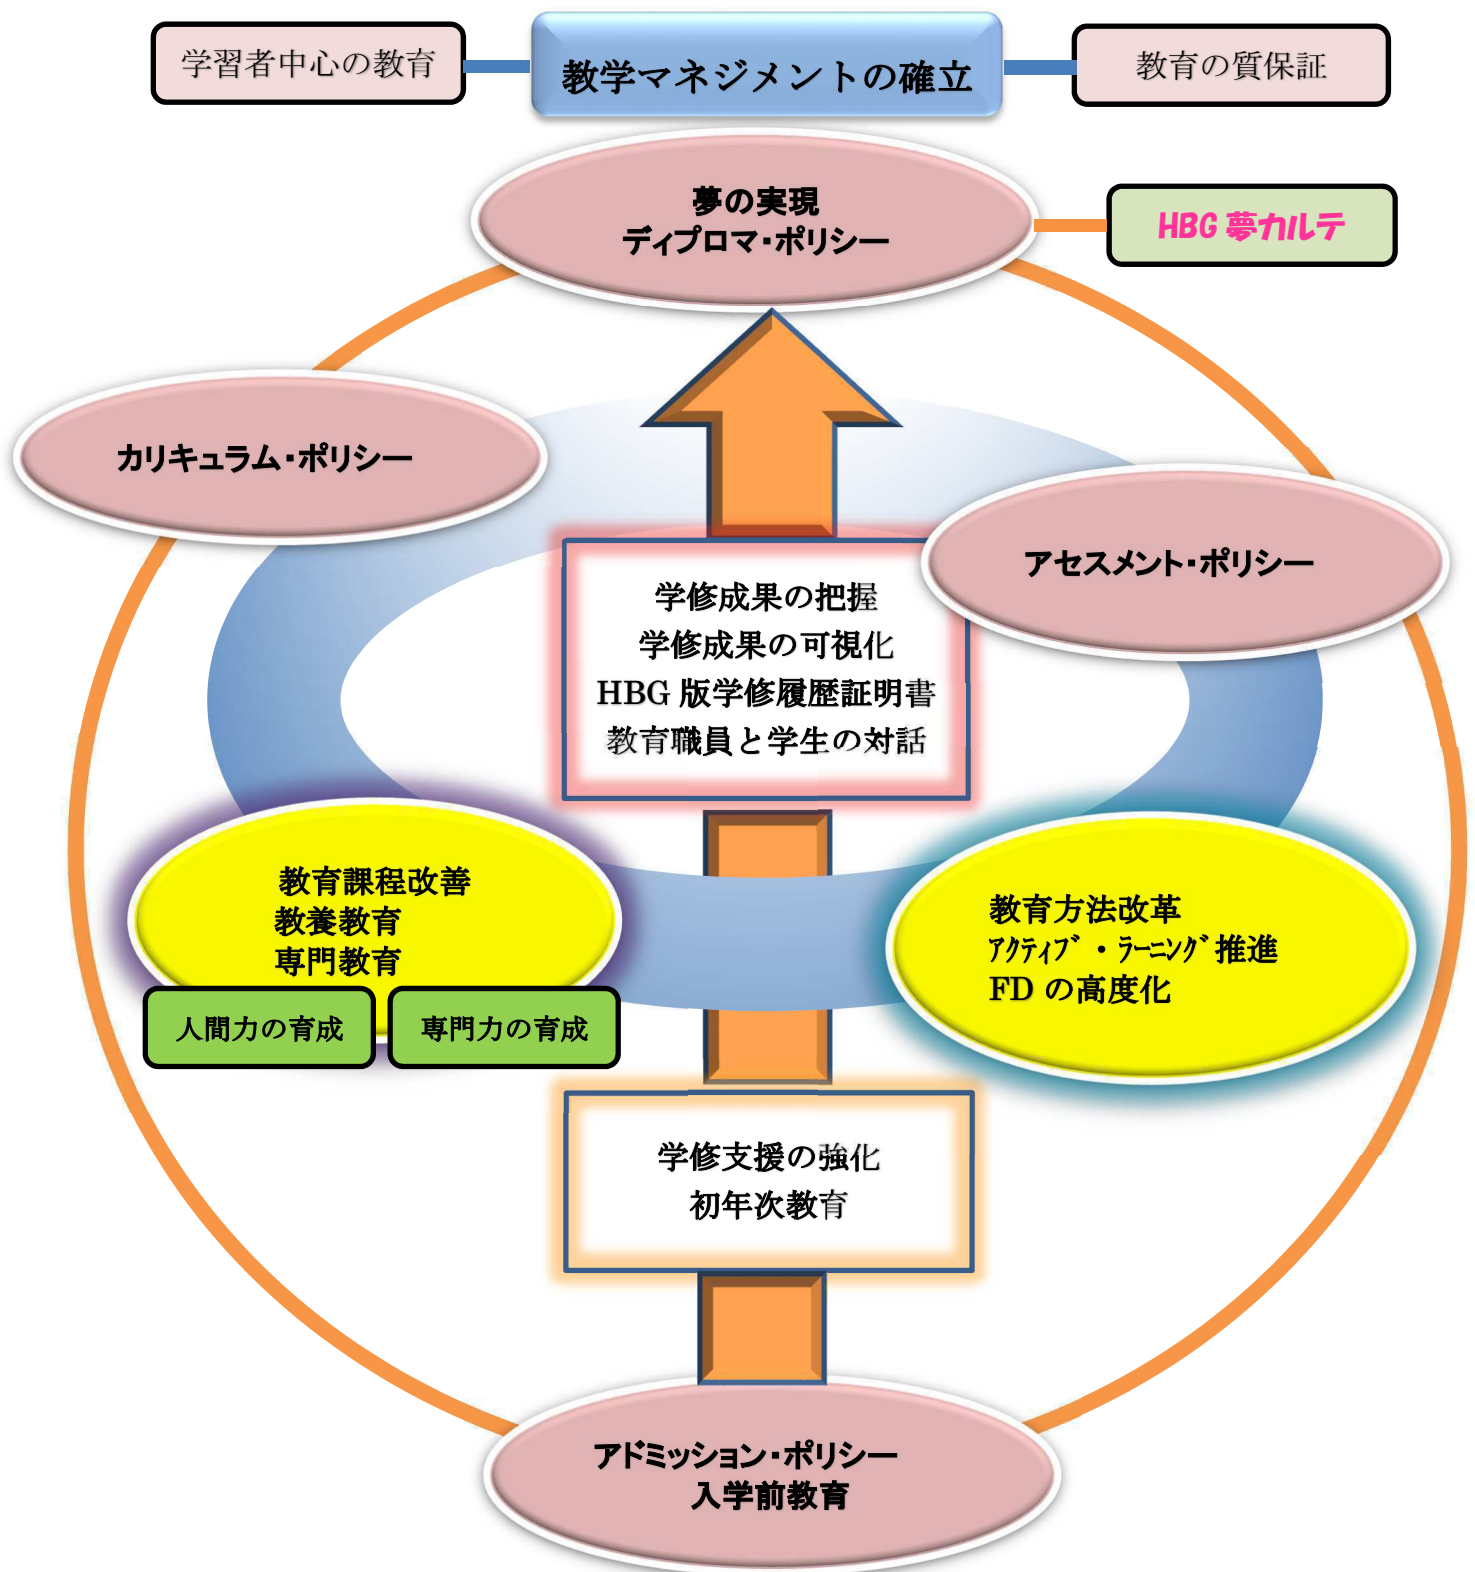 学習者中心の教育
教学マネジメントの確立
教育の質保証
夢の実現
ディプロマ・ポリシー
HBG 夢カルテ
カリキュラム・ポリシー
アセスメント・ポリシー
学修成果の把握
学修成果の可視化
HBG 版学修履歴証明書
教育職員と学生の対話
教育課程改善
教養教育
専門教育
人間力の育成
専門力の育成
教育方法改革
ｱｸﾃｨﾌﾞ・ﾗｰﾆﾝｸﾞ推進
FD の高度化
学修支援の強化
初年次教育
アドミッション・ポリシー
入学前教育